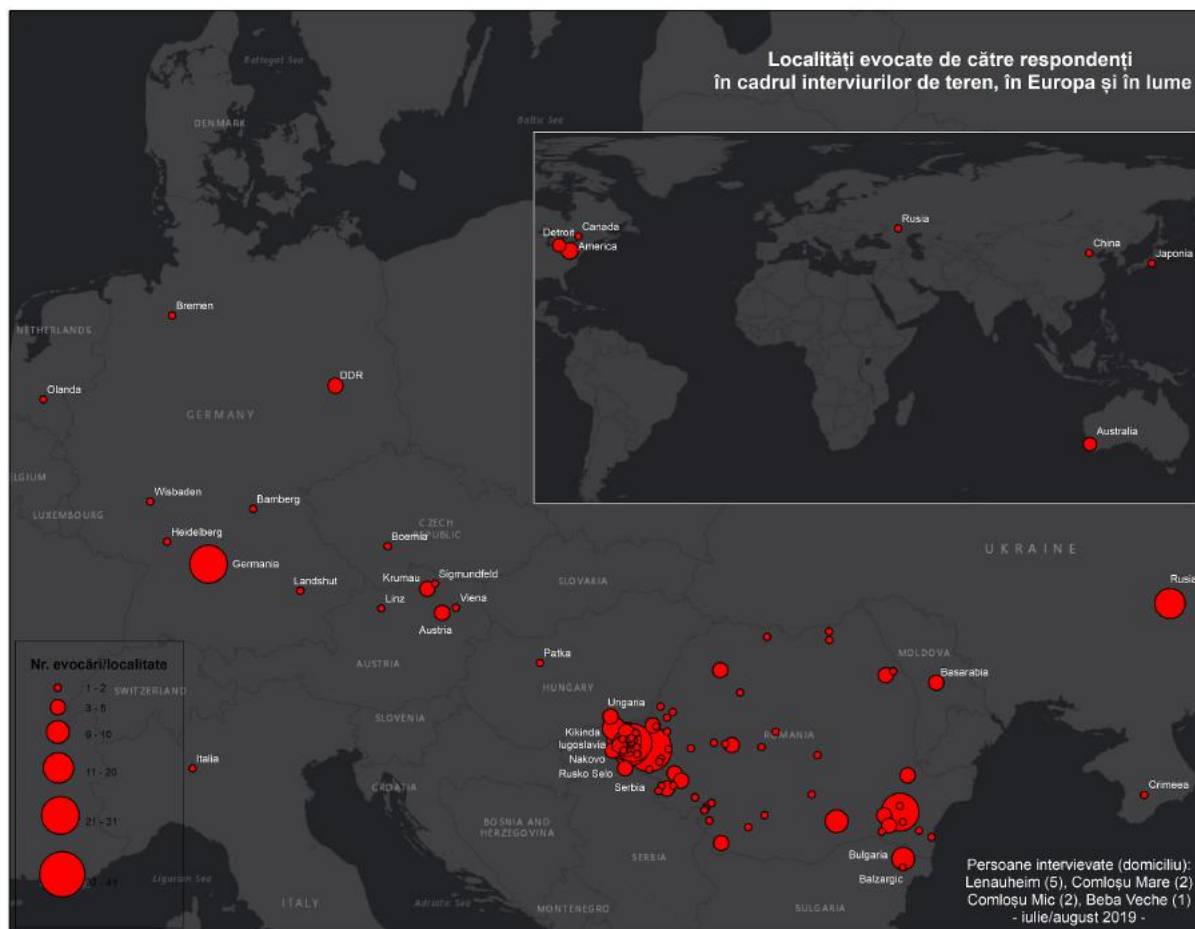 Localități evocate de către respondenți
în cadrul interviurilor de teren, în Europa și în lume
Kattegat Sea
DENMARK
Baltic Sea
Rusia
Canada
Detroit
America
China
Japonia
Australia
Bremen
NETHERLANDS
DDR
Olanda
GERMANY
Wisbaden
Bamberg
LUXEMBOURG
Heidelberg
Boemia
CZECH
REPUBLIC
UKRAINE
Germania
Landshut
Krumau
Sigmundfeld
SLOVAKIA
Rusia
Linz
Viena
Austria
Nr. evocări/localitate
1 - 2
3 - 5
11 - 20
21 - 31
SWITZERLAND
AUSTRIA
Patka
HUNGARY
MOLDOVA
Basarabia
SLOVENIA
Ungaria
Kikinda
Iugoslavia
ROMANIA
Nakovo
Italia
Rusko Selo
CROATIA
Serbia
Crimeea
BOSNIA AND
HERZEGOVINA
SERBIA
Bulgaria
Balzargic
Ligurian Sea
ITALY
Adriatic Sea
MONTENEGRO
BULGARIA
Persoane intervievate (domiciliu):
Lenauheim (5), Comloșu Mare (2)
Comloșu Mic (2), Beba Veche (1)
- iulie/august 2019 -